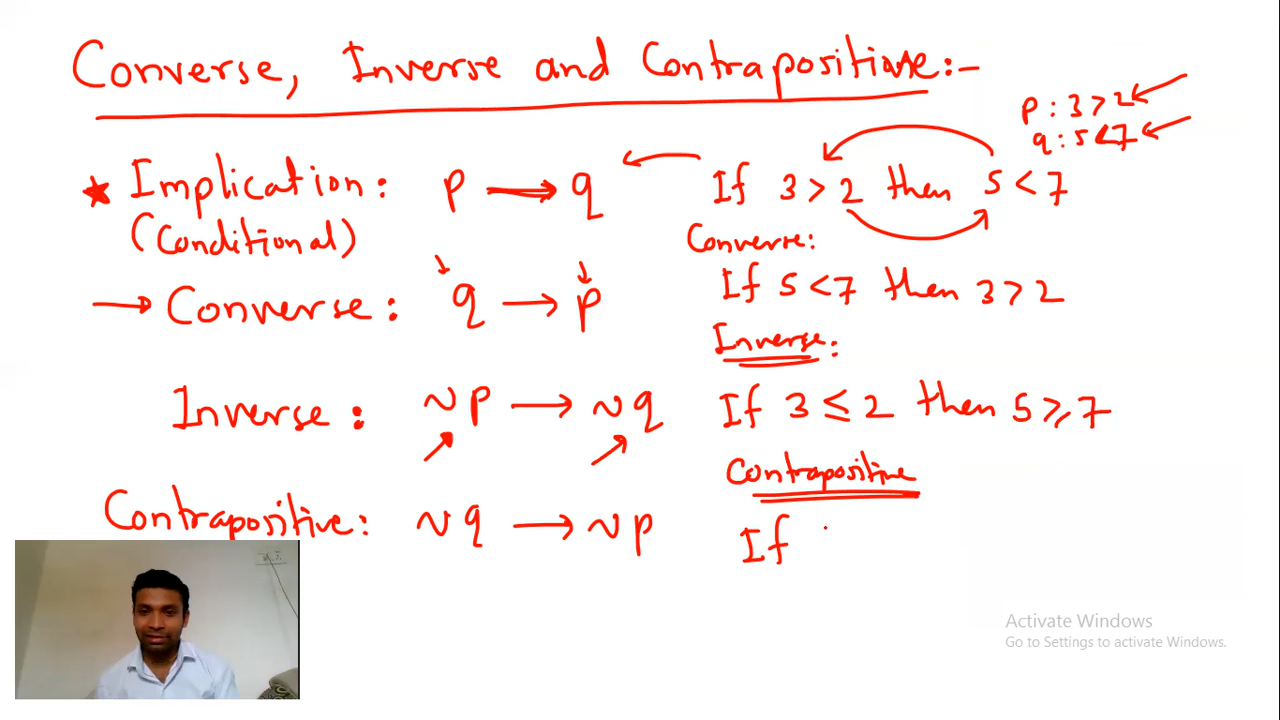 Converse, Inverse and Contrapositive:-
p : 3 > 2
q : 5 < 7
★ Implication: p → q
(Conditional)
If 3 > 2 then 5 < 7
Converse:
→ Converse: q → p
If 5 < 7 then 3 > 2
Inverse:
Inverse: ~p → ~q
If 3 ≤ 2 then 5 ≥ 7
Contrapositive
Contrapositive: ~q → ~p
If
Activate Windows
Go to Settings to activate Windows.